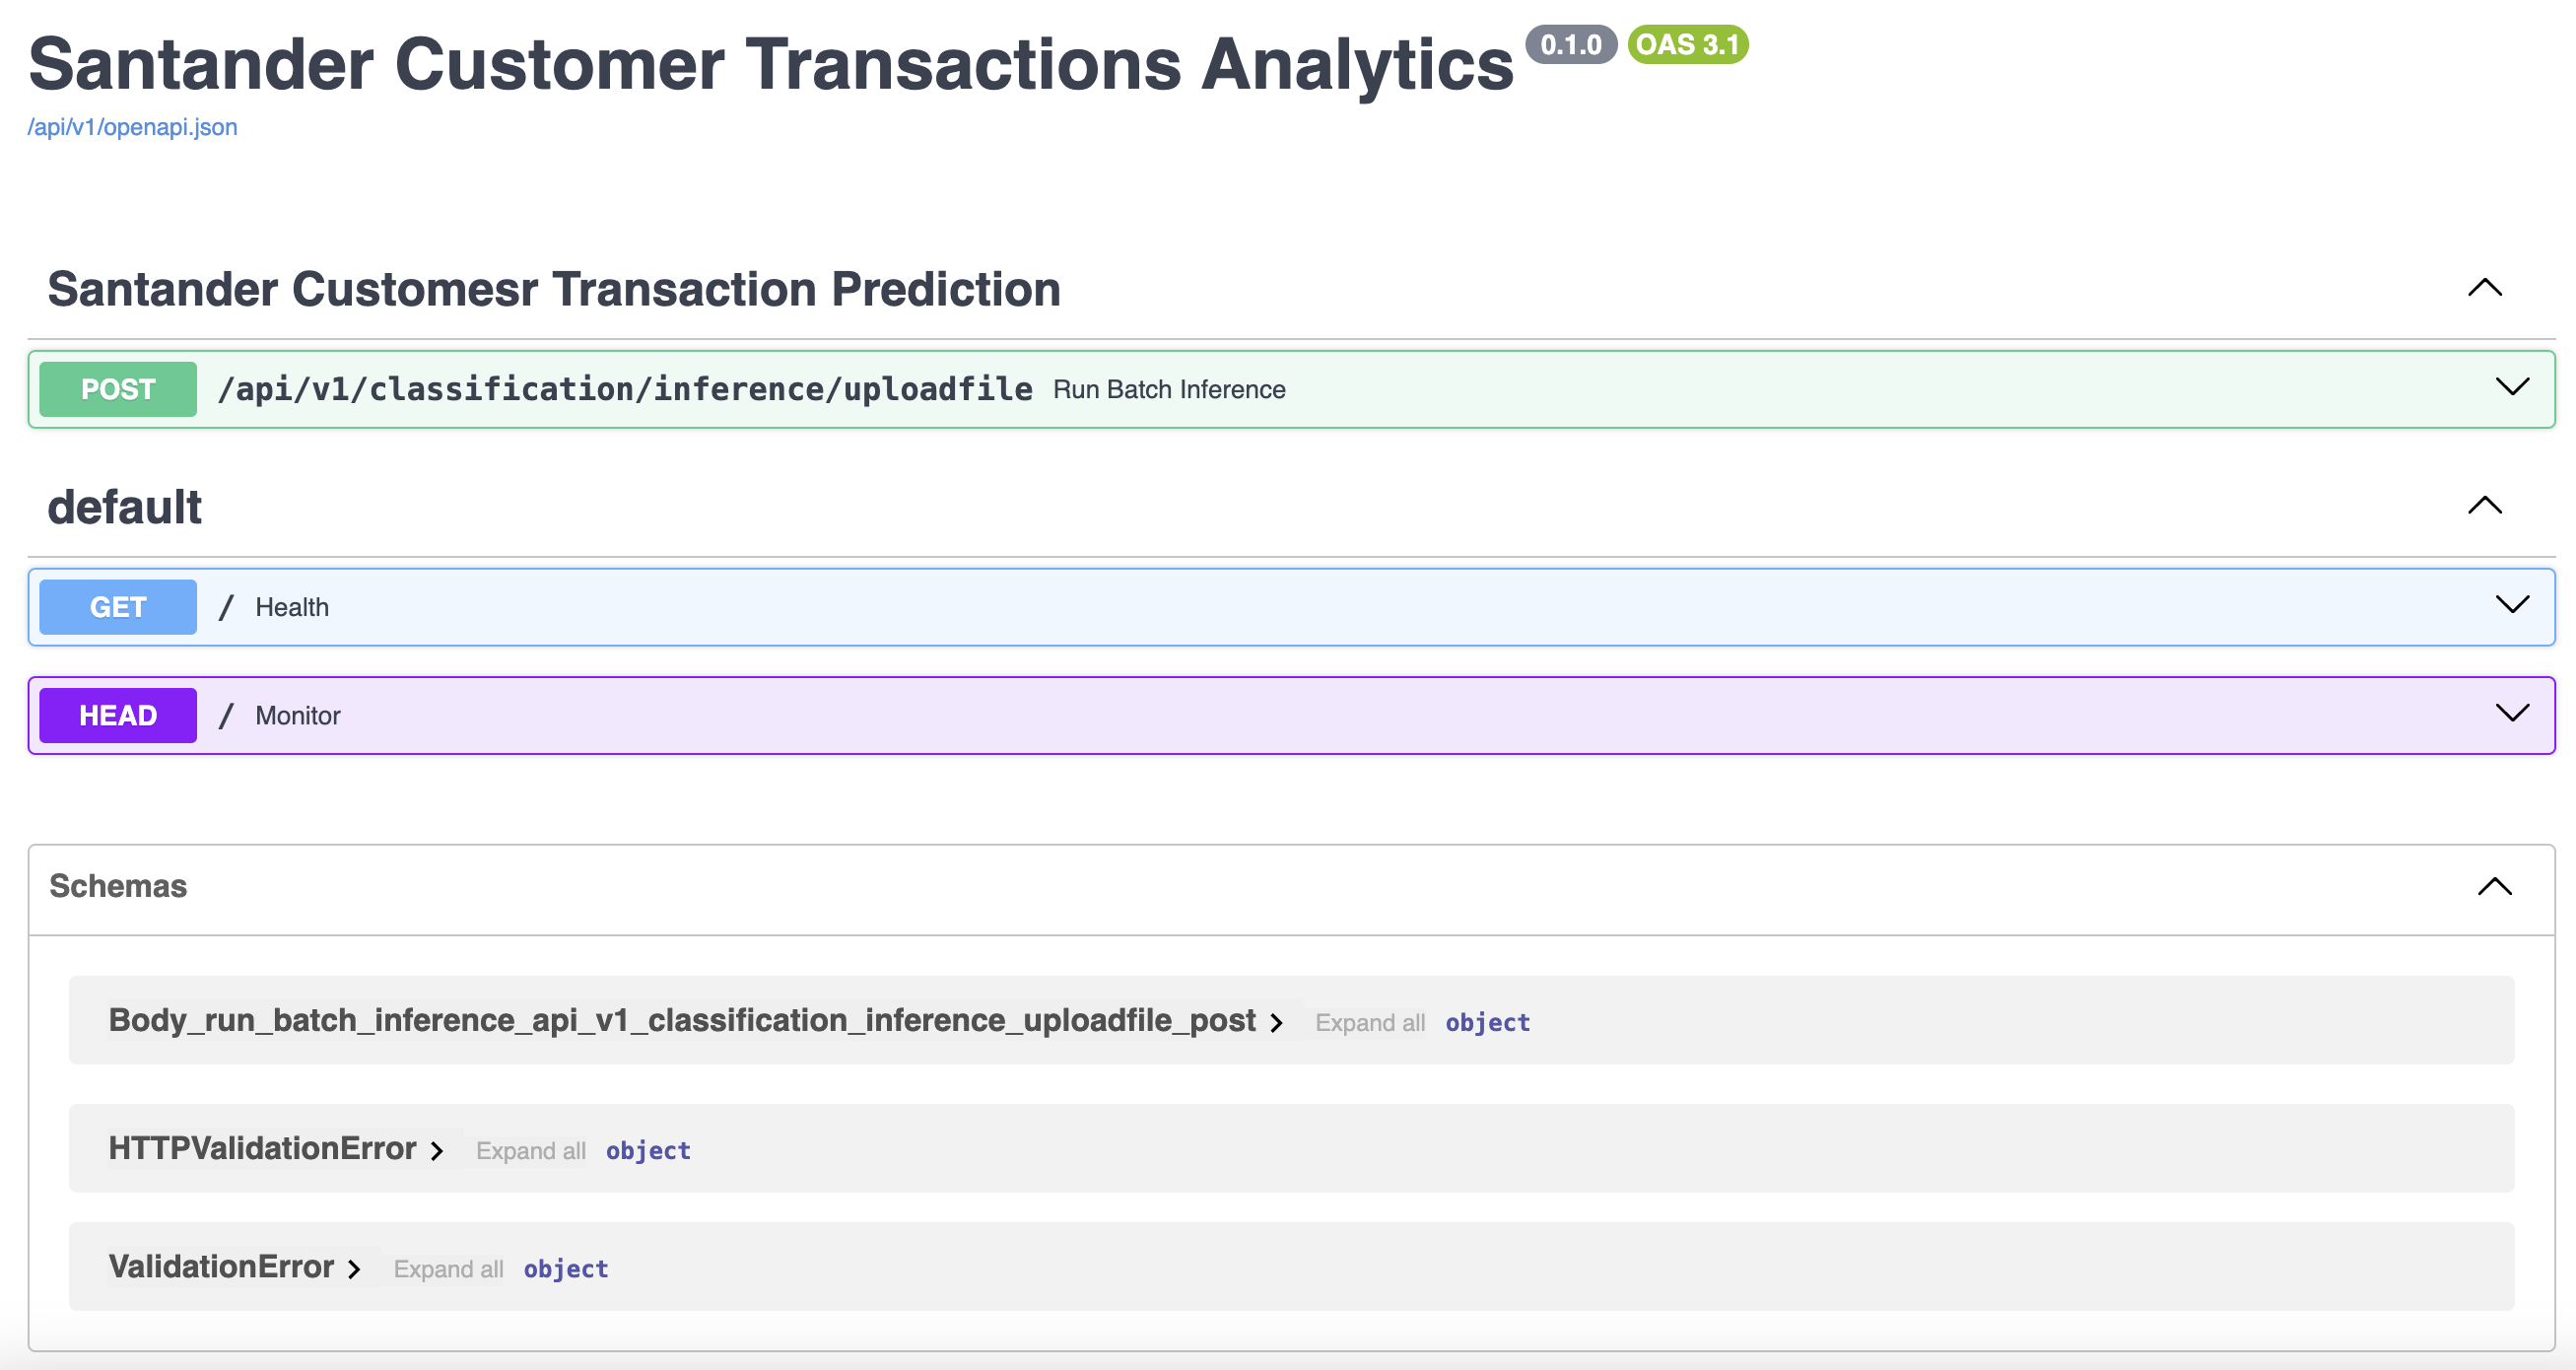 Santander Customer Transactions Analytics 0.1.0 OAS 3.1
/api/v1/openapi.json
Santander Customesr Transaction Prediction
POST /api/v1/classification/inference/uploadfile Run Batch Inference
default
GET / Health
HEAD / Monitor
Schemas
Body_run_batch_inference_api_v1_classification_inference_uploadfile_post Expand all object
HTTPValidationError Expand all object
ValidationError Expand all object